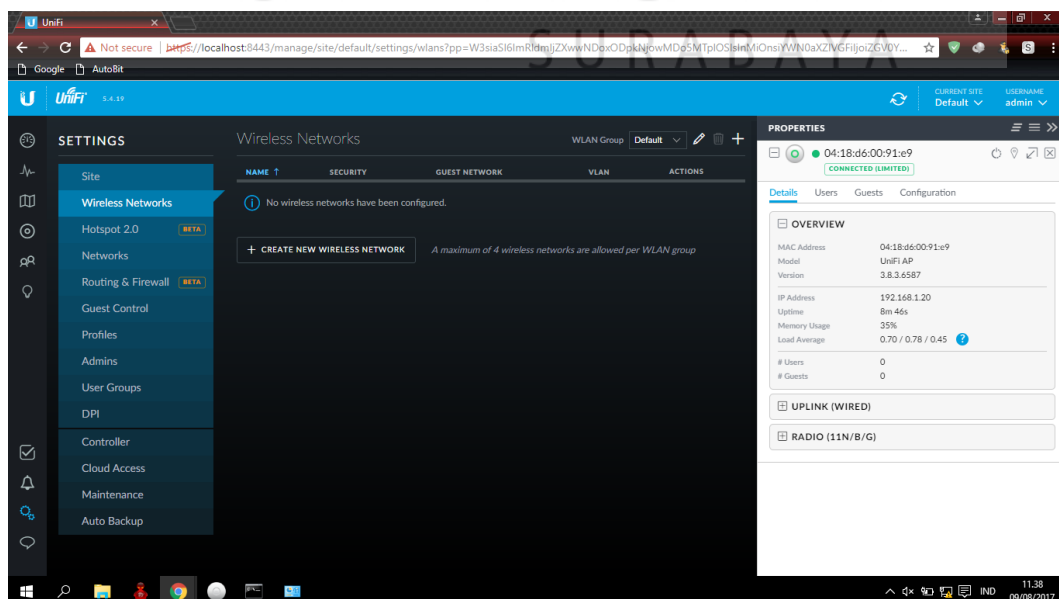 UniFi
SURABAYA
Not secure | https://localhost:8443/manage/site/default/settings/wlans?pp=
Google AutoBit
UniFi 5.4.19
CURRENT SITE
Default
USERNAME
admin
SETTINGS
Site
Wireless Networks
Hotspot 2.0 BETA
Networks
Routing & Firewall BETA
Guest Control
Profiles
Admins
User Groups
DPI
Controller
Cloud Access
Maintenance
Auto Backup
Wireless Networks
WLAN Group Default
NAME ↑ SECURITY GUEST NETWORK VLAN ACTIONS
No wireless networks have been configured.
+ CREATE NEW WIRELESS NETWORK A maximum of 4 wireless networks are allowed per WLAN group
PROPERTIES
04:18:d6:00:91:e9
CONNECTED (LIMITED)
Details Users Guests Configuration
OVERVIEW
MAC Address 04:18:d6:00:91:e9
Model UniFi AP
Version 3.8.3.6587
IP Address 192.168.1.20
Uptime 8m 46s
Memory Usage 35%
Load Average 0.70 / 0.78 / 0.45 ?
# Users 0
# Guests 0
UPLINK (WIRED)
RADIO (11N/B/G)
IND
11.38
09/08/2017